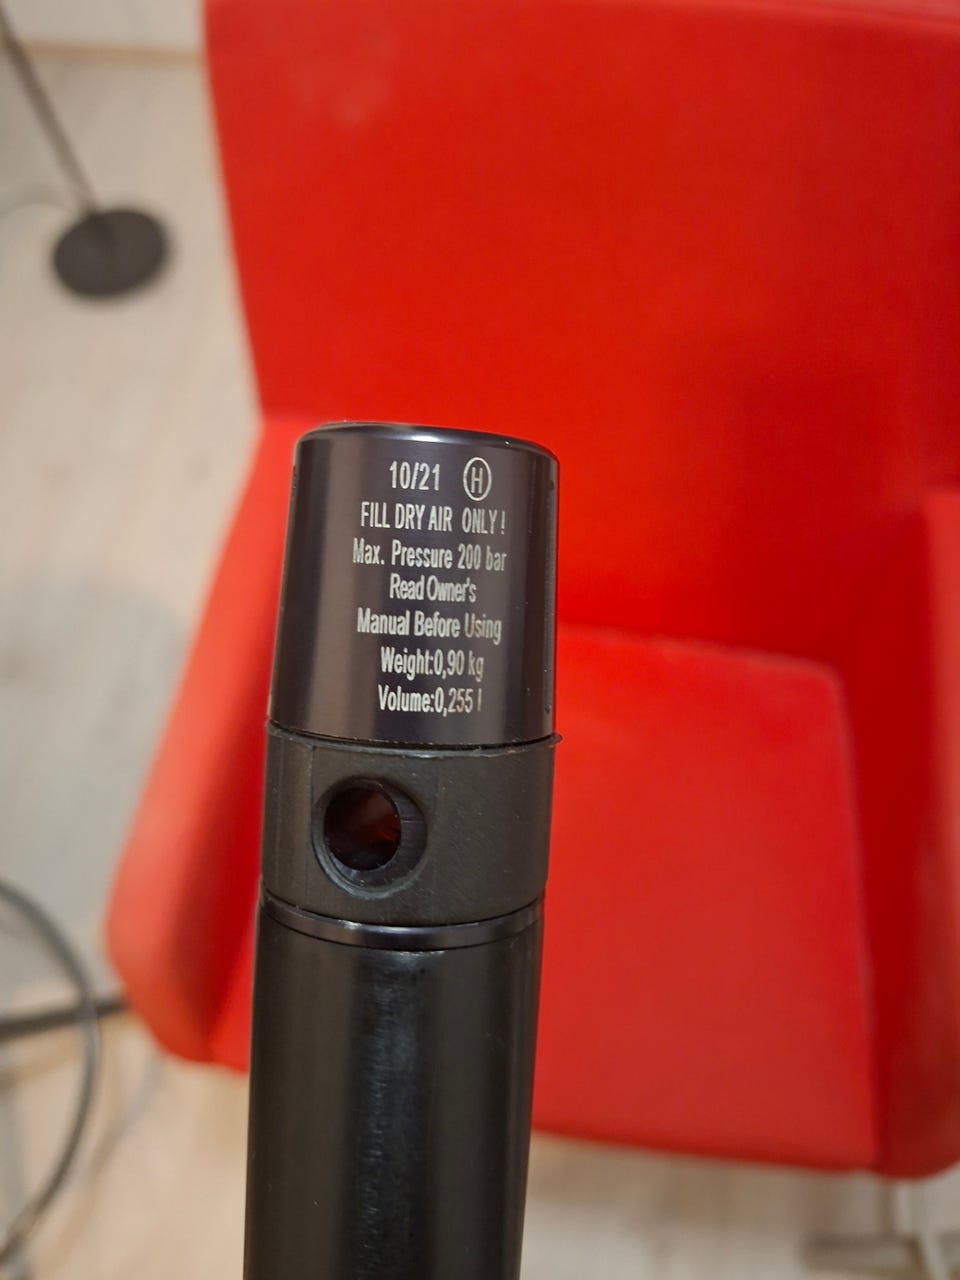 10/21 Ⓗ
FILL DRY AIR ONLY!
Max. Pressure 200 bar
Read Owner's
Manual Before Using
Weight:0,90 kg
Volume:0,255 l